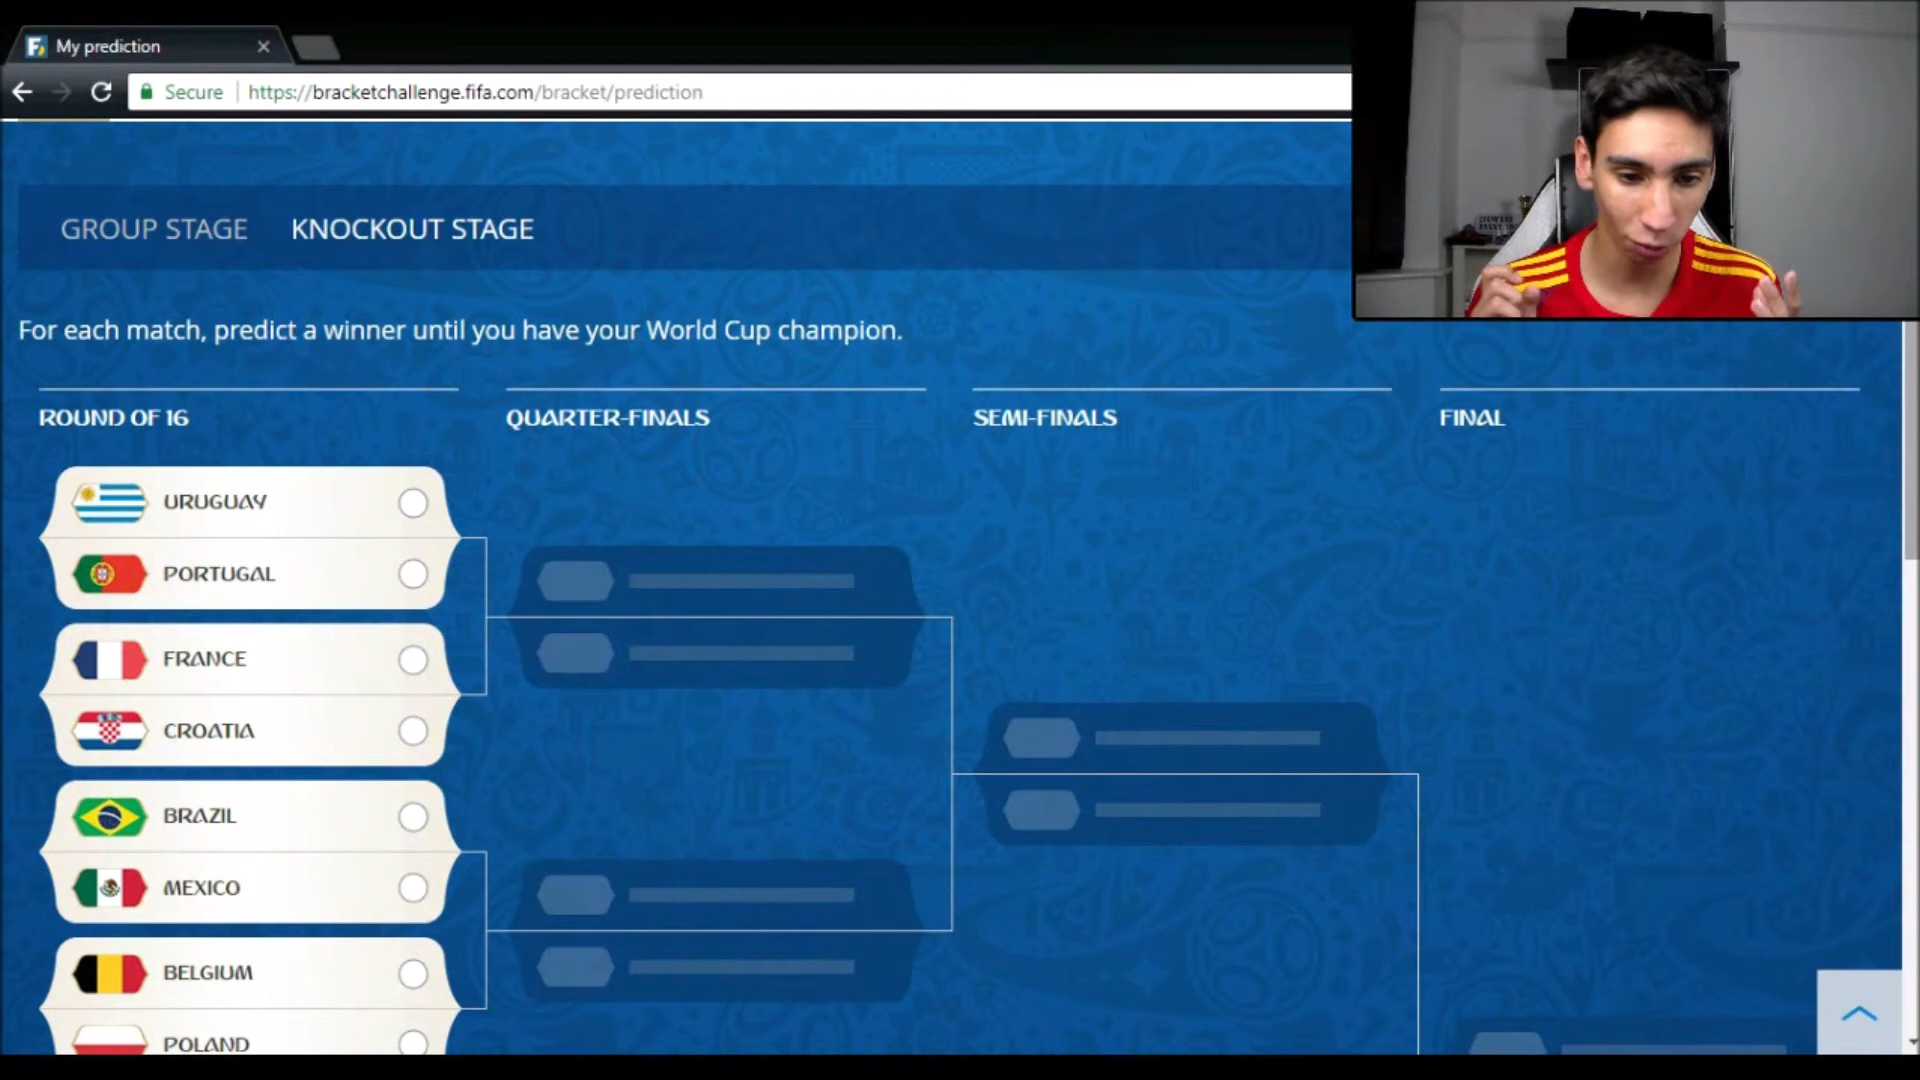 My prediction
Secure https://bracketchallenge.fifa.com/bracket/prediction
GROUP STAGE KNOCKOUT STAGE
For each match, predict a winner until you have your World Cup champion.
ROUND OF 16 QUARTER-FINALS SEMI-FINALS FINAL
URUGUAY
PORTUGAL
FRANCE
CROATIA
BRAZIL
MEXICO
BELGIUM
POLAND